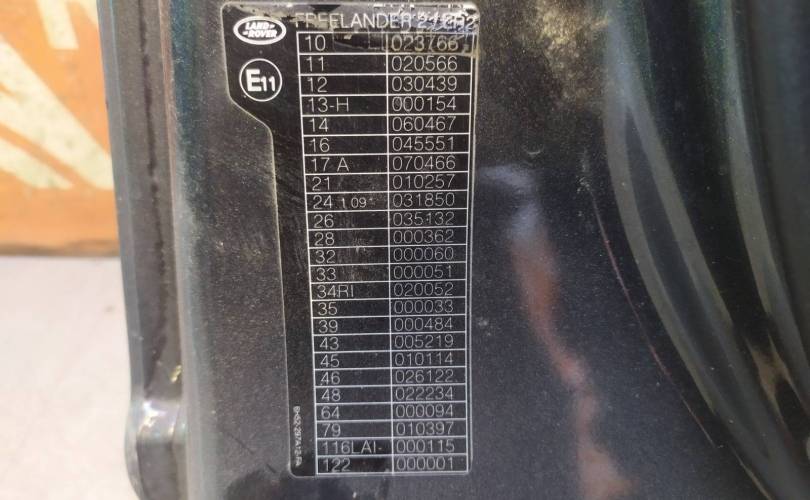 LAND-
ROVER
FREELANDER 2 / LR2
E11
10 023766
11 020566
12 030439
13-H 000154
14 060467
16 045551
17 A 070466
21 010257
24 1.09 031850
26 035132
28 000362
32 000060
33 000051
34RI 020052
35 000033
39 000484
43 005219
45 010114
46 026122
48 022234
64 000094
79 010397
116LAI- 000115
122 000001